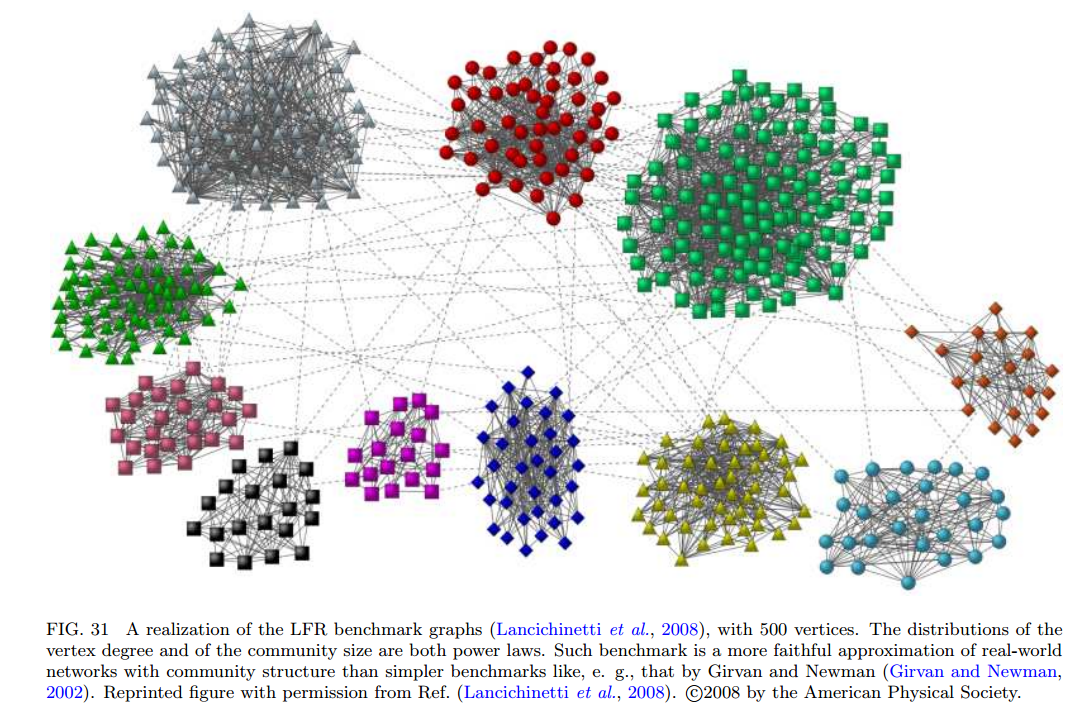 FIG. 31 A realization of the LFR benchmark graphs (Lancichinetti et al., 2008), with 500 vertices. The distributions of the
vertex degree and of the community size are both power laws. Such benchmark is a more faithful approximation of real-world
networks with community structure than simpler benchmarks like, e. g., that by Girvan and Newman (Girvan and Newman,
2002). Reprinted figure with permission from Ref. (Lancichinetti et al., 2008). ©2008 by the American Physical Society.